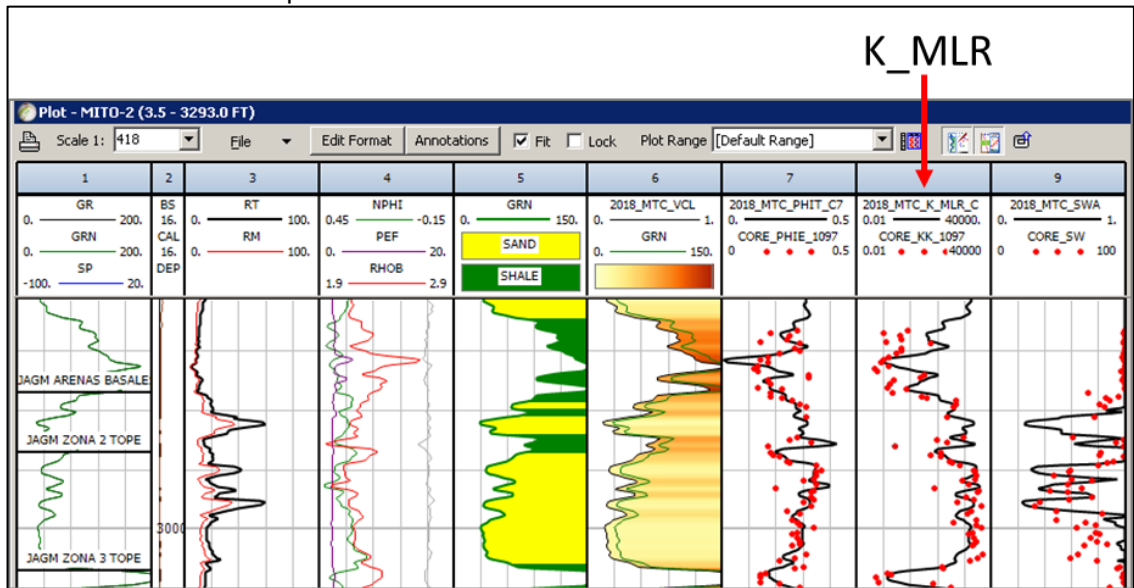 K_MLR
Plot - MITO-2 (3.5 - 3293.0 FT)
Scale 1: 418 File Edit Format Annotations Fit Lock Plot Range [Default Range]
1 2 3 4 5 6 7 8 9
GR
0. 200.
GRN
0. 200.
SP
-100. 20.
BS
16.
CAL
16.
DEP
RT
0. 100.
RM
0. 100.
NPHI
0.45 -0.15
PEF
0. 20.
RHOB
1.9 2.9
GRN
0. 150.
SAND
SHALE
2018_MTC_VCL
0. 1.
GRN
0. 150.
2018_MTC_PHIT_C7
0. 0.5
CORE_PHIE_1097
0 0.5
2018_MTC_K_MLR_C
0.01 40000.
CORE_KK_1097
0.01 40000
2018_MTC_SWA
0. 1.
CORE_SW
0 100
JAGM ARENAS BASALE
JAGM ZONA 2 TOPE
3000
JAGM ZONA 3 TOPE